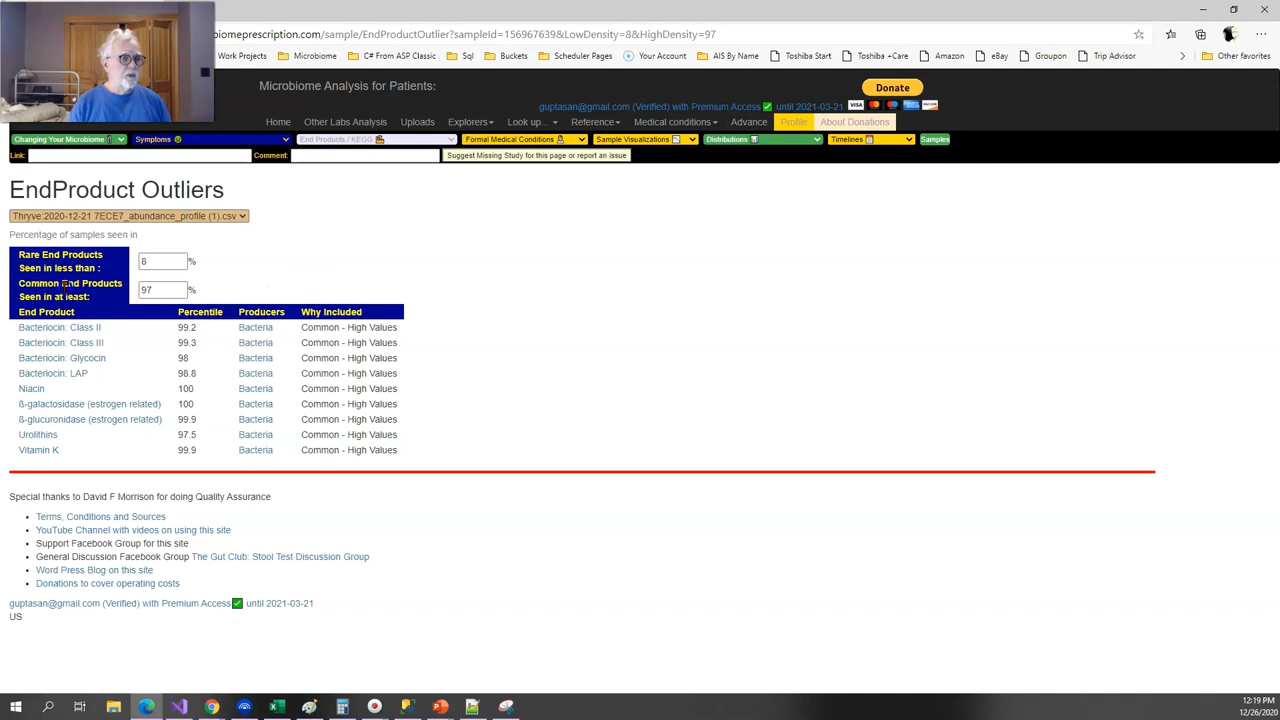 biomeprescription.com/sample/EndProductOutlier?sampleId=156967639&LowDensity=8&HighDensity=97
Work Projects Microbiome C# From ASP Classic Sql Buckets Scheduler Pages Your Account AIS By Name Toshiba Start Toshiba +Care Amazon eBay Groupon Trip Advisor Other favorites
Microbiome Analysis for Patients:
Donate
guptasan@gmail.com (Verified) with Premium Access until 2021-03-21
Home Other Labs Analysis Uploads Explorers Look up... Reference Medical conditions Advance Profile About Donations
Changing Your Microbiome Symptoms End Products / KEGG Formal Medical Conditions Sample Visualizations Distributions Timelines Samples
Link: Comment: Suggest Missing Study for this page or report an issue
EndProduct Outliers
Thryve:2020-12-21 7ECE7_abundance_profile (1).csv
Percentage of samples seen in
Rare End Products
Seen in less than : 8 %
Common End Products
Seen in at least: 97 %
End Product Percentile Producers Why Included
Bacteriocin: Class II 99.2 Bacteria Common - High Values
Bacteriocin: Class III 99.3 Bacteria Common - High Values
Bacteriocin: Glycocin 98 Bacteria Common - High Values
Bacteriocin: LAP 98.8 Bacteria Common - High Values
Niacin 100 Bacteria Common - High Values
ß-galactosidase (estrogen related) 100 Bacteria Common - High Values
ß-glucuronidase (estrogen related) 99.9 Bacteria Common - High Values
Urolithins 97.5 Bacteria Common - High Values
Vitamin K 99.9 Bacteria Common - High Values
Special thanks to David F Morrison for doing Quality Assurance
Terms, Conditions and Sources
YouTube Channel with videos on using this site
Support Facebook Group for this site
General Discussion Facebook Group The Gut Club: Stool Test Discussion Group
Word Press Blog on this site
Donations to cover operating costs
guptasan@gmail.com (Verified) with Premium Access until 2021-03-21
US
12:19 PM
12/26/2020